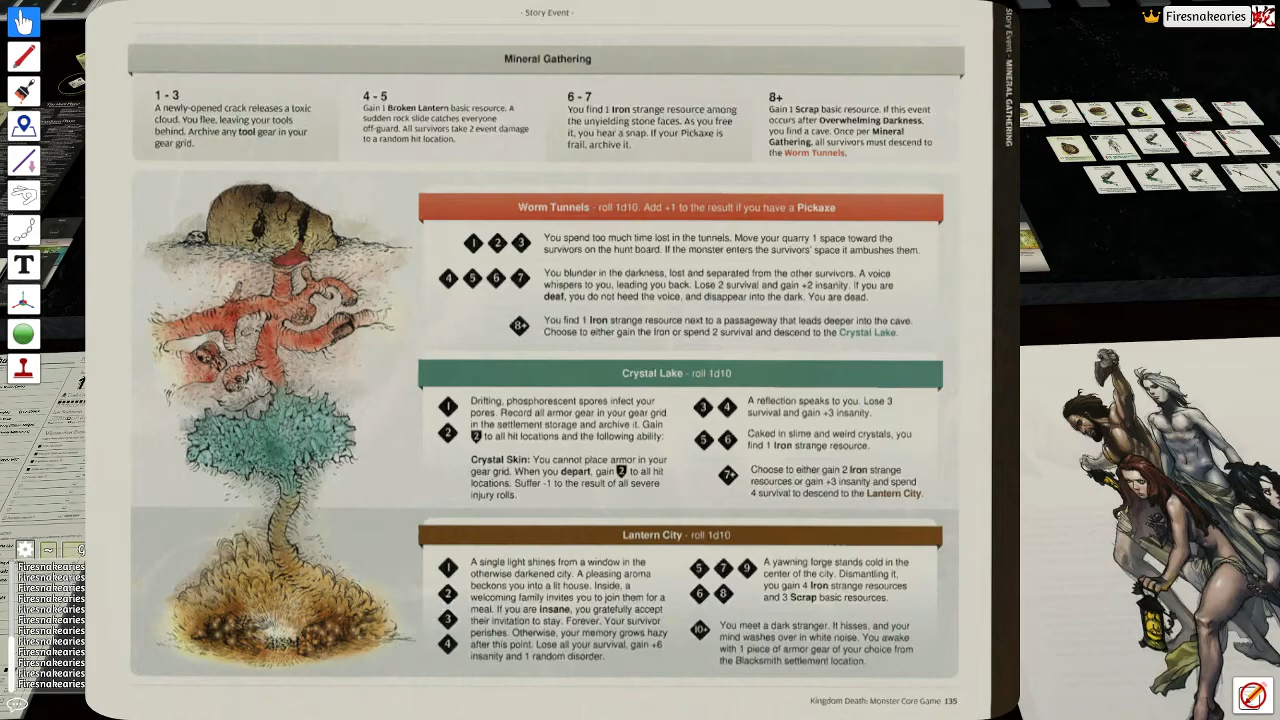 - Story Event -
Firesnakearies
Mineral Gathering
1 - 3
A newly-opened crack releases a toxic
cloud. You flee, leaving your tools
behind. Archive any tool gear in your
gear grid.
4 - 5
Gain 1 Broken Lantern basic resource. A
sudden rock slide catches everyone
off-guard. All survivors take 2 event damage
to a random hit location.
6 - 7
You find 1 Iron strange resource among
the unyielding stone faces. As you free
it, you hear a snap. If your Pickaxe is
frail, archive it.
8+
Gain 1 Scrap basic resource. If this event
occurs after Overwhelming Darkness,
you find a cave. Once per Mineral
Gathering, all survivors must descend to
the Worm Tunnels.
Story Event - MINERAL GATHERING
Worm Tunnels - roll 1d10. Add +1 to the result if you have a Pickaxe
1 2 3
You spend too much time lost in the tunnels. Move your quarry 1 space toward the
survivors on the hunt board. If the monster enters the survivors' space it ambushes them.
4 5 6 7
You blunder in the darkness, lost and separated from the other survivors. A voice
whispers to you, leading you back. Lose 2 survival and gain +2 insanity. If you are
deaf, you do not heed the voice, and disappear into the dark. You are dead.
8+
You find 1 Iron strange resource next to a passageway that leads deeper into the cave.
Choose to either gain the Iron or spend 2 survival and descend to the Crystal Lake.
Crystal Lake - roll 1d10
1
2
Drifting, phosphorescent spores infect your
pores. Record all armor gear in your gear grid
in the settlement storage and archive it. Gain
2 to all hit locations and the following ability:
Crystal Skin: You cannot place armor in your
gear grid. When you depart, gain 2 to all hit
locations. Suffer -1 to the result of all severe
injury rolls.
3 4
A reflection speaks to you. Lose 3
survival and gain +3 insanity.
5 6
Caked in slime and weird crystals, you
find 1 Iron strange resource.
7+
Choose to either gain 2 Iron strange
resources or gain +3 insanity and spend
4 survival to descend to the Lantern City.
Lantern City - roll 1d10
1
2
3
4
A single light shines from a window in the
otherwise darkened city. A pleasing aroma
beckons you into a lit house. Inside, a
welcoming family invites you to join them for a
meal. If you are insane, you gratefully accept
their invitation to stay. Forever. Your survivor
perishes. Otherwise, your memory grows hazy
after this point. Lose all your survival, gain +6
insanity and 1 random disorder.
5 7 9
6 8
A yawning forge stands cold in the
center of the city. Dismantling it,
you gain 4 Iron strange resources
and 3 Scrap basic resources.
10+
You meet a dark stranger. It hisses, and your
mind washes over in white noise. You awake
with 1 piece of armor gear of your choice from
the Blacksmith settlement location.
Kingdom Death: Monster Core Game 135
T
~
Firesnakearies
Firesnakearies
Firesnakearies
Firesnakearies
Firesnakearies
Firesnakearies
Firesnakearies
Firesnakearies
Firesnakearies
Firesnakearies
Firesnakearies
Firesnakearies